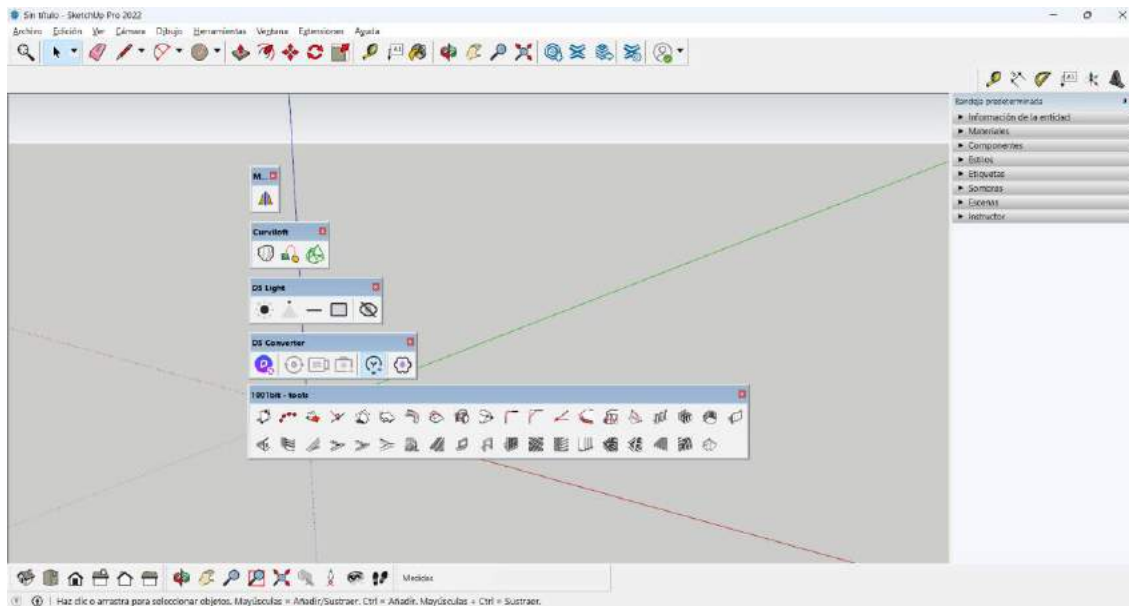 Sin título - SketchUp Pro 2022
Archivo Edición Ver Cámara Dibujo Herramientas Ventana Extensiones Ayuda
Bandeja predeterminada
Información de la entidad
Materiales
Componentes
Estilos
Etiquetas
Sombras
Escenas
Instructor
M...
Curviloft
DS Light
DS Converter
1001bit - tools
Medidas
Haz clic o arrastra para seleccionar objetos. Mayúsculas = Añadir/Sustraer. Ctrl = Añadir. Mayúsculas + Ctrl = Sustraer.